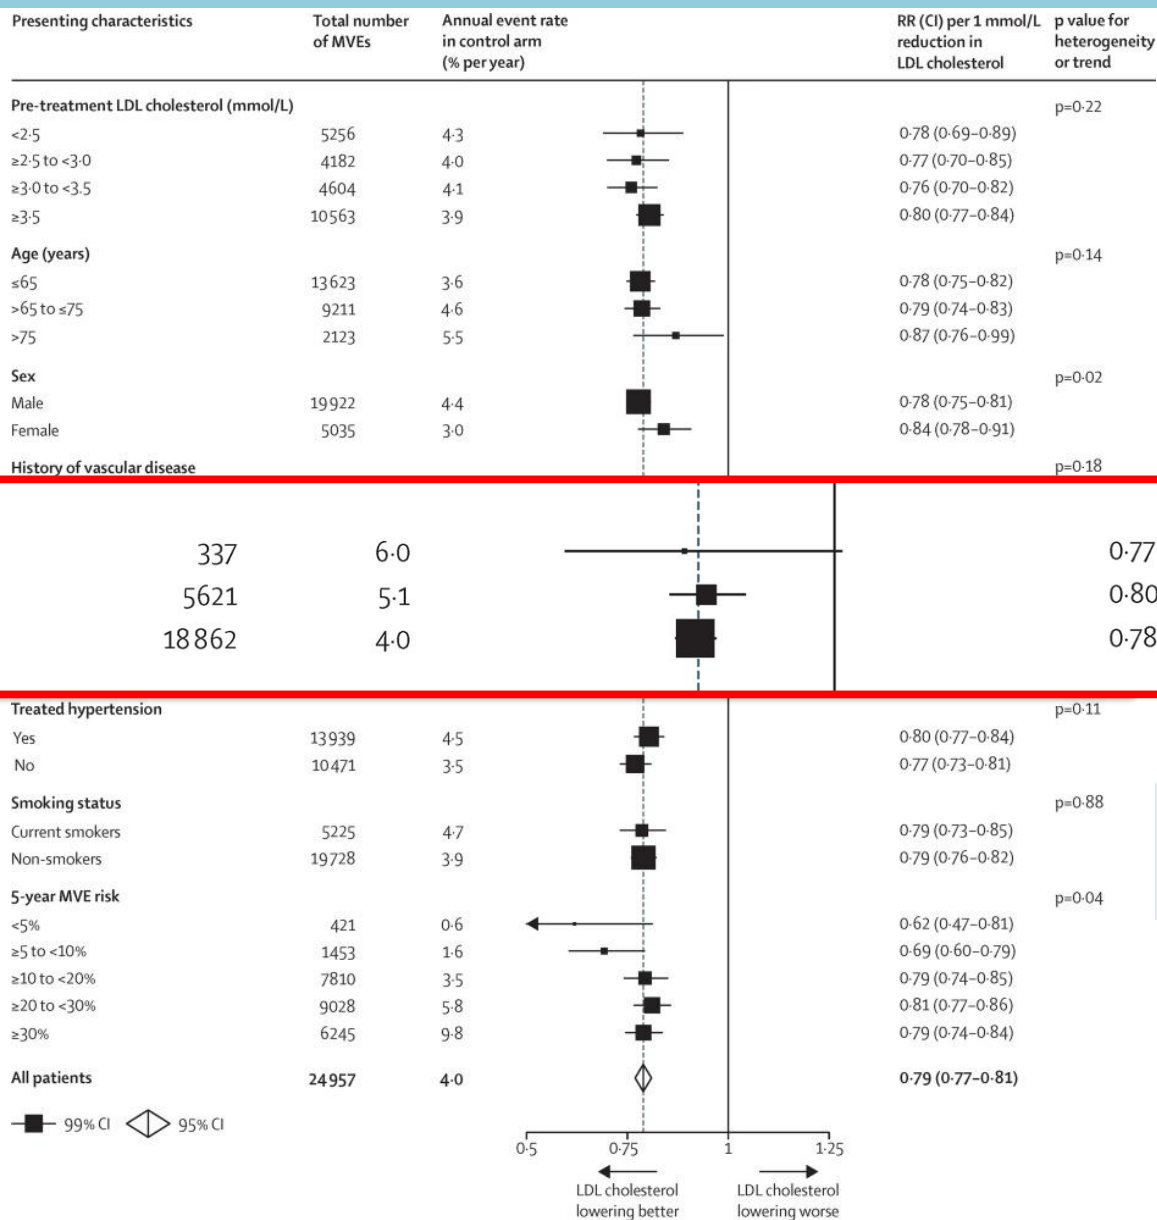 Presenting characteristics Total number of MVEs Annual event rate in control arm (% per year) RR (CI) per 1 mmol/L reduction in LDL cholesterol p value for heterogeneity or trend
Pre-treatment LDL cholesterol (mmol/L) p=0·22
<2·5 5256 4·3 0·78 (0·69–0·89)
≥2·5 to <3·0 4182 4·0 0·77 (0·70–0·85)
≥3·0 to <3·5 4604 4·1 0·76 (0·70–0·82)
≥3·5 10563 3·9 0·80 (0·77–0·84)
Age (years) p=0·14
≤65 13623 3·6 0·78 (0·75–0·82)
>65 to ≤75 9211 4·6 0·79 (0·74–0·83)
>75 2123 5·5 0·87 (0·76–0·99)
Sex p=0·02
Male 19922 4·4 0·78 (0·75–0·81)
Female 5035 3·0 0·84 (0·78–0·91)
History of vascular disease p=0·18
337 6·0 0·77
5621 5·1 0·80
18862 4·0 0·78
Treated hypertension p=0·11
Yes 13939 4·5 0·80 (0·77–0·84)
No 10471 3·5 0·77 (0·73–0·81)
Smoking status p=0·88
Current smokers 5225 4·7 0·79 (0·73–0·85)
Non-smokers 19728 3·9 0·79 (0·76–0·82)
5-year MVE risk p=0·04
<5% 421 0·6 0·62 (0·47–0·81)
≥5 to <10% 1453 1·6 0·69 (0·60–0·79)
≥10 to <20% 7810 3·5 0·79 (0·74–0·85)
≥20 to <30% 9028 5·8 0·81 (0·77–0·86)
≥30% 6245 9·8 0·79 (0·74–0·84)
All patients 24957 4·0 0·79 (0·77–0·81)
99% CI 95% CI
0·5 0·75 1 1·25
LDL cholesterol lowering better LDL cholesterol lowering worse